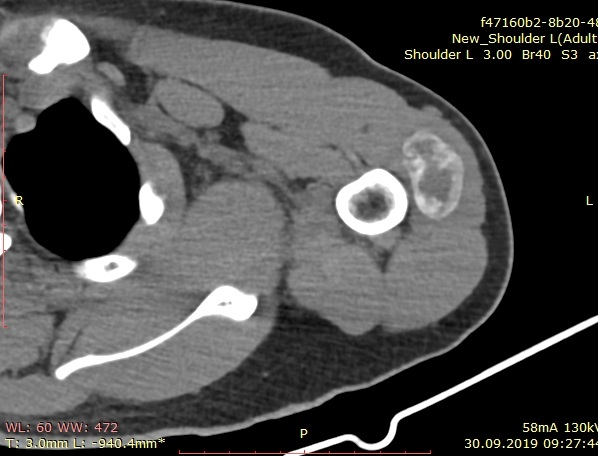 f47160b2-8b20-48
New_Shoulder L(Adult
Shoulder L 3.00 Br40 S3 ax
R
L
WL: 60 WW: 472
T: 3.0mm L: -940.4mm*
P
58mA 130kV
30.09.2019 09:27:44